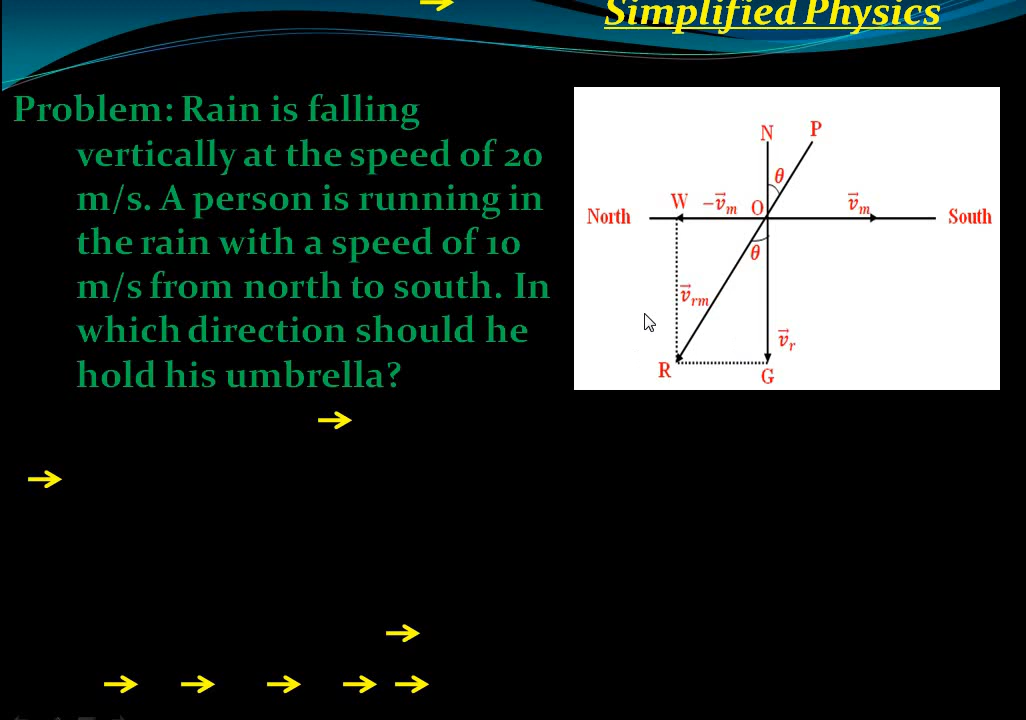 Simplified Physics
Problem: Rain is falling
vertically at the speed of 20
m/s. A person is running in
the rain with a speed of 10
m/s from north to south. In
which direction should he
hold his umbrella?
N P
θ
W −v⃗m O v⃗m
North South
θ
v⃗rm
v⃗r
R G